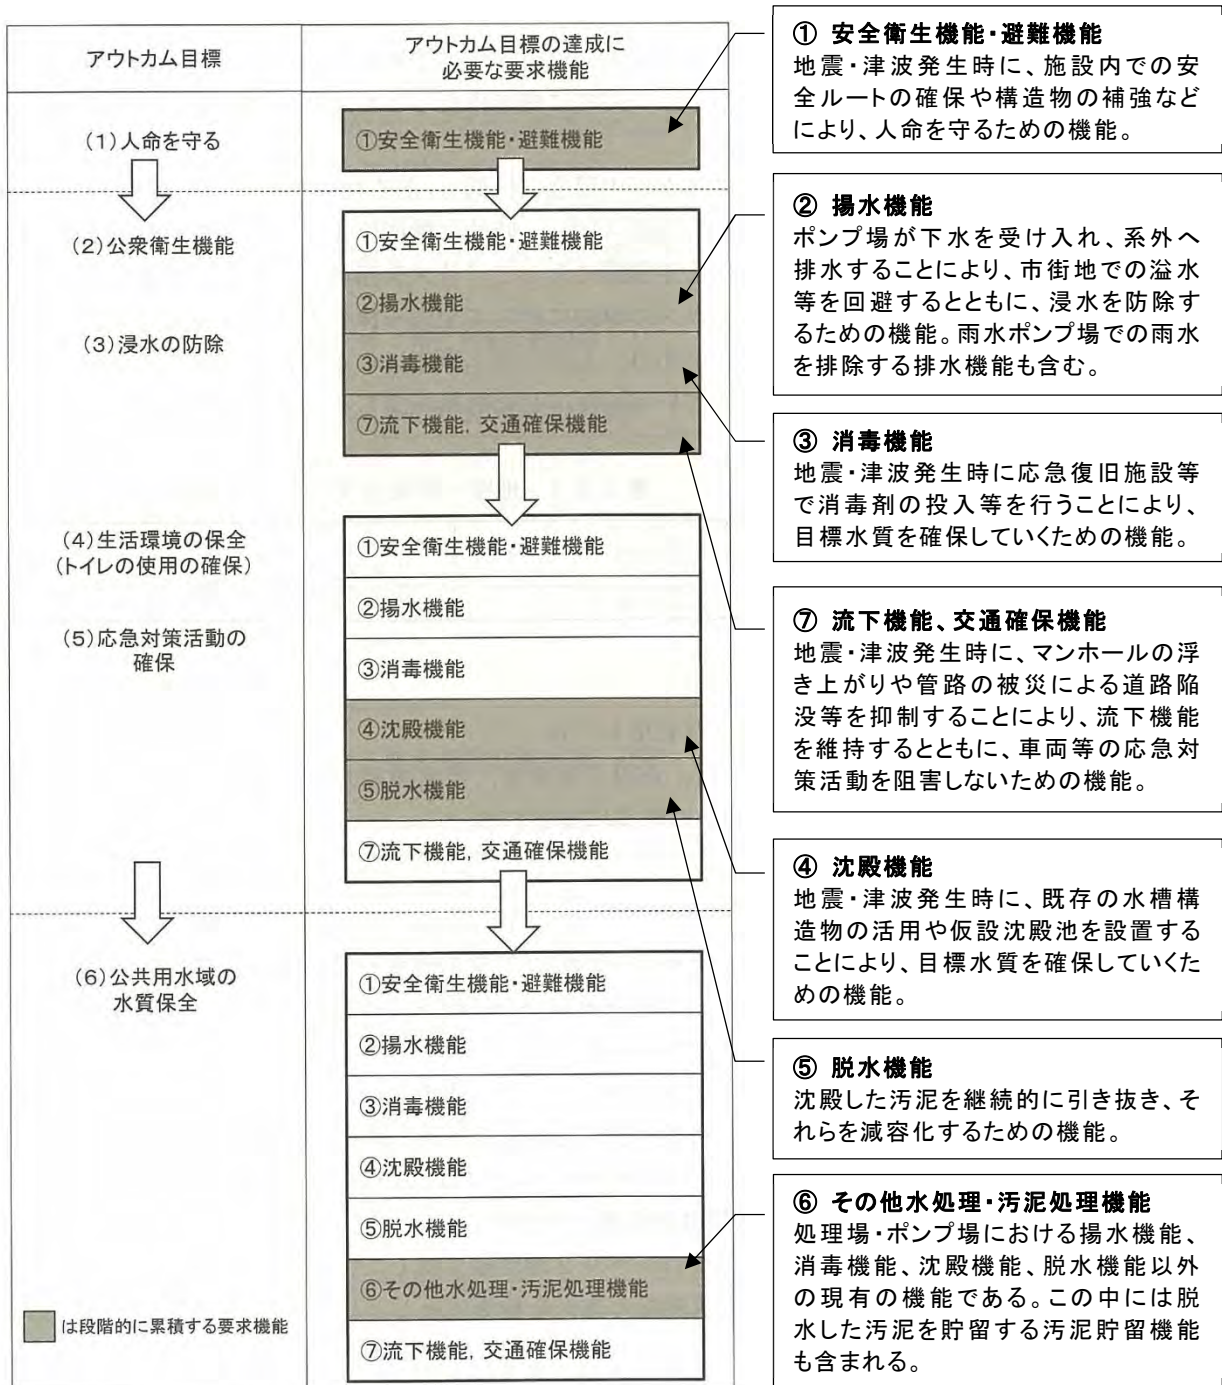 アウトカム目標
アウトカム目標の達成に
必要な要求機能
(1)人命を守る
①安全衛生機能・避難機能
(2)公衆衛生機能
(3)浸水の防除
①安全衛生機能・避難機能
②揚水機能
③消毒機能
⑦流下機能, 交通確保機能
(4)生活環境の保全
(トイレの使用の確保)
(5)応急対策活動の
確保
①安全衛生機能・避難機能
②揚水機能
③消毒機能
④沈殿機能
⑤脱水機能
⑦流下機能, 交通確保機能
(6)公共用水域の
水質保全
①安全衛生機能・避難機能
②揚水機能
③消毒機能
④沈殿機能
⑤脱水機能
⑥その他水処理・汚泥処理機能
⑦流下機能, 交通確保機能
は段階的に累積する要求機能
① 安全衛生機能・避難機能
地震・津波発生時に、施設内での安
全ルートの確保や構造物の補強など
により、人命を守るための機能。
② 揚水機能
ポンプ場が下水を受け入れ、系外へ
排水することにより、市街地での溢水
等を回避するとともに、浸水を防除す
るための機能。雨水ポンプ場での雨水
を排除する排水機能も含む。
③ 消毒機能
地震・津波発生時に応急復旧施設等
で消毒剤の投入等を行うことにより、
目標水質を確保していくための機能。
⑦ 流下機能、交通確保機能
地震・津波発生時に、マンホールの浮
き上がりや管路の被災による道路陥
没等を抑制することにより、流下機能
を維持するとともに、車両等の応急対
策活動を阻害しないための機能。
④ 沈殿機能
地震・津波発生時に、既存の水槽構
造物の活用や仮設沈殿池を設置する
ことにより、目標水質を確保していくた
めの機能。
⑤ 脱水機能
沈殿した汚泥を継続的に引き抜き、そ
れらを減容化するための機能。
⑥ その他水処理・汚泥処理機能
処理場・ポンプ場における揚水機能、
消毒機能、沈殿機能、脱水機能以外
の現有の機能である。この中には脱
水した汚泥を貯留する汚泥貯留機能
も含まれる。